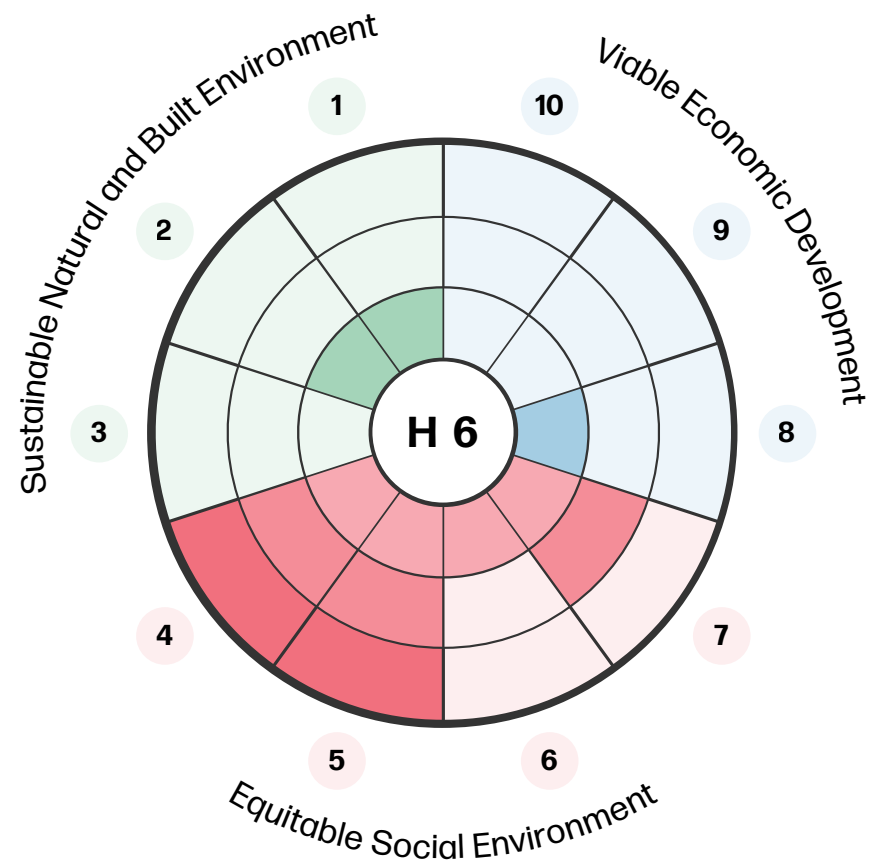 Sustainable Natural and Built Environment
Viable Economic Development
1
10
2
9
3
H 6
8
4
7
5
6
Equitable Social Environment